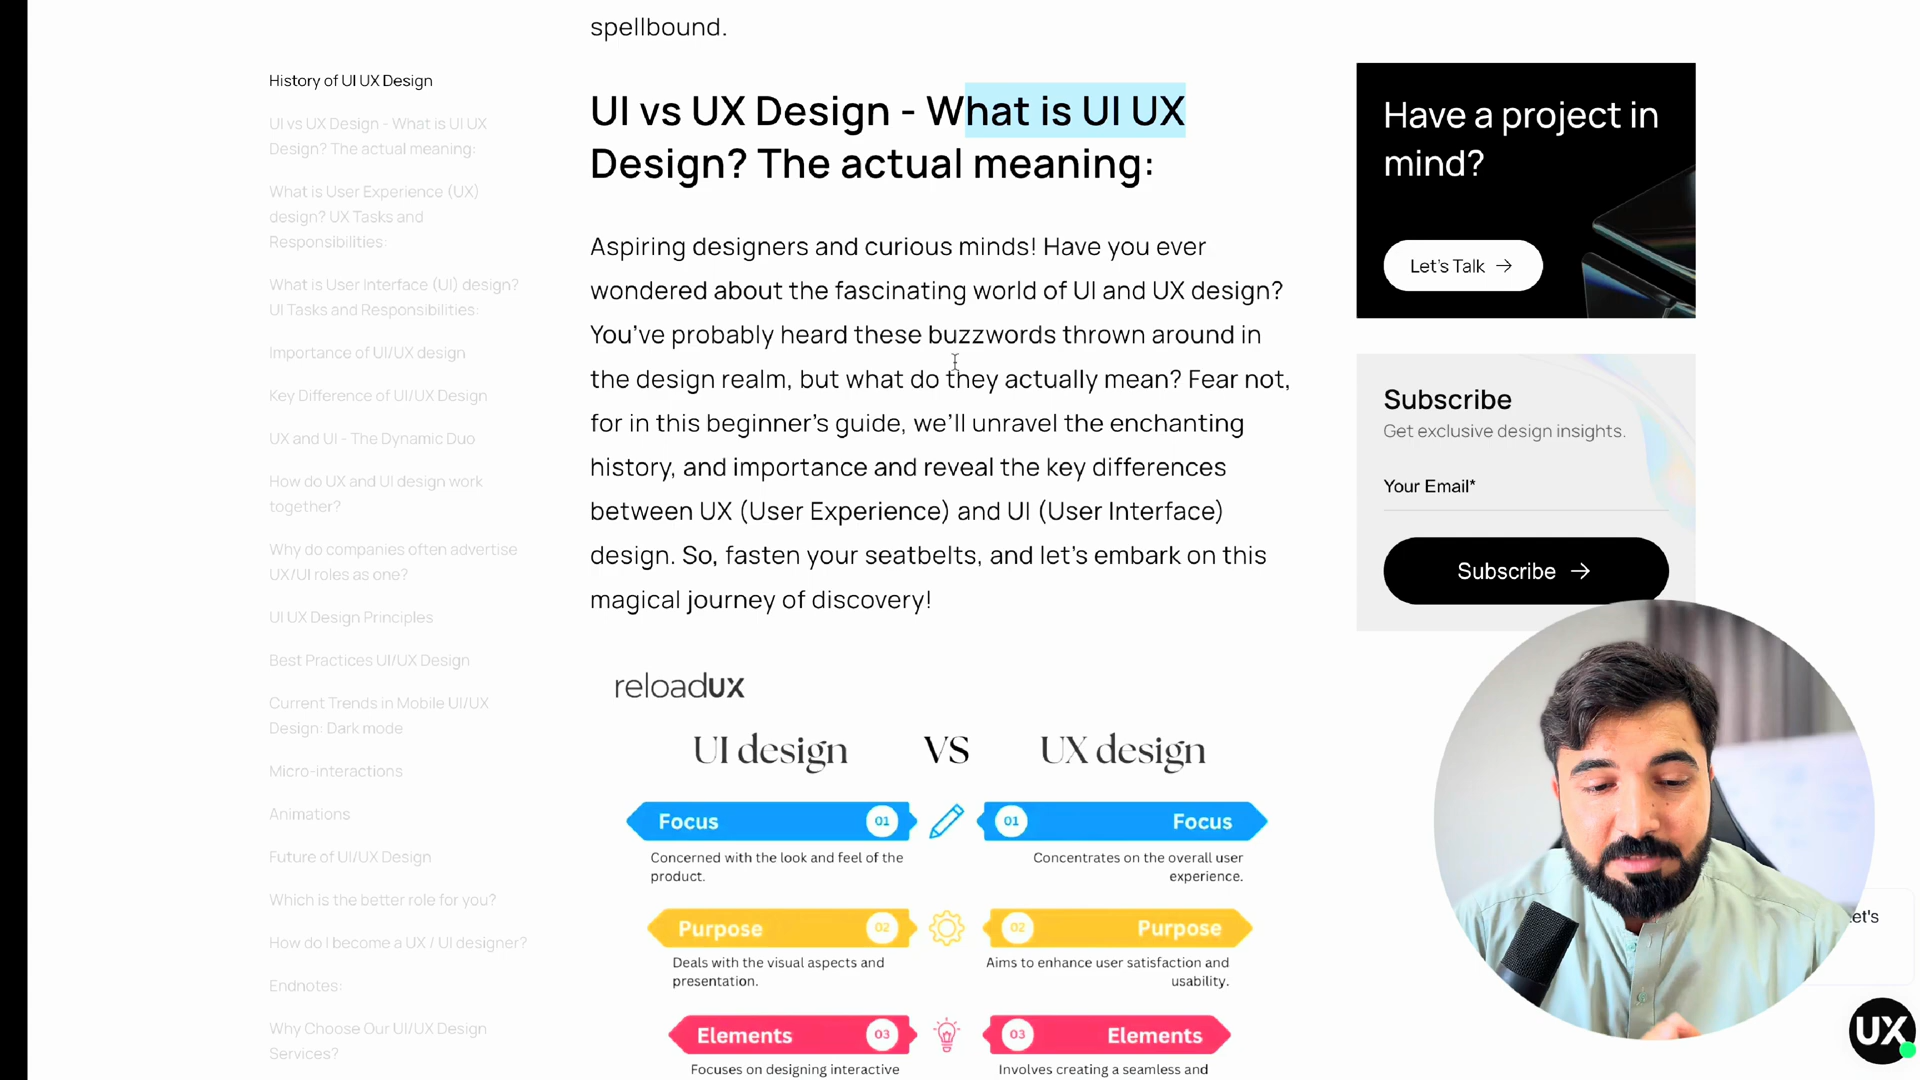 spellbound.
History of UI UX Design
UI vs UX Design - What is UI UX
Design? The actual meaning:
What is User Experience (UX)
design? UX Tasks and
Responsibilities:
What is User Interface (UI) design?
UI Tasks and Responsibilities:
Importance of UI/UX design
Key Difference of UI/UX Design
UX and UI - The Dynamic Duo
How do UX and UI design work
together?
Why do companies often advertise
UX/UI roles as one?
UI UX Design Principles
Best Practices UI/UX Design
Current Trends in Mobile UI/UX
Design: Dark mode
Micro-interactions
Animations
Future of UI/UX Design
Which is the better role for you?
How do I become a UX / UI designer?
Endnotes:
Why Choose Our UI/UX Design
Services?
UI vs UX Design - What is UI UX
Design? The actual meaning:
Aspiring designers and curious minds! Have you ever
wondered about the fascinating world of UI and UX design?
You’ve probably heard these buzzwords thrown around in
the design realm, but what do they actually mean? Fear not,
for in this beginner’s guide, we’ll unravel the enchanting
history, and importance and reveal the key differences
between UX (User Experience) and UI (User Interface)
design. So, fasten your seatbelts, and let’s embark on this
magical journey of discovery!
reloadUX
UI design VS UX design
Focus 01 01 Focus
Concerned with the look and feel of the
product.
Concentrates on the overall user
experience.
Purpose 02 02 Purpose
Deals with the visual aspects and
presentation.
Aims to enhance user satisfaction and
usability.
Elements 03 03 Elements
Focuses on designing interactive
Involves creating a seamless and
Have a project in
mind?
Let’s Talk →
Subscribe
Get exclusive design insights.
Your Email*
Subscribe →
et's
UX